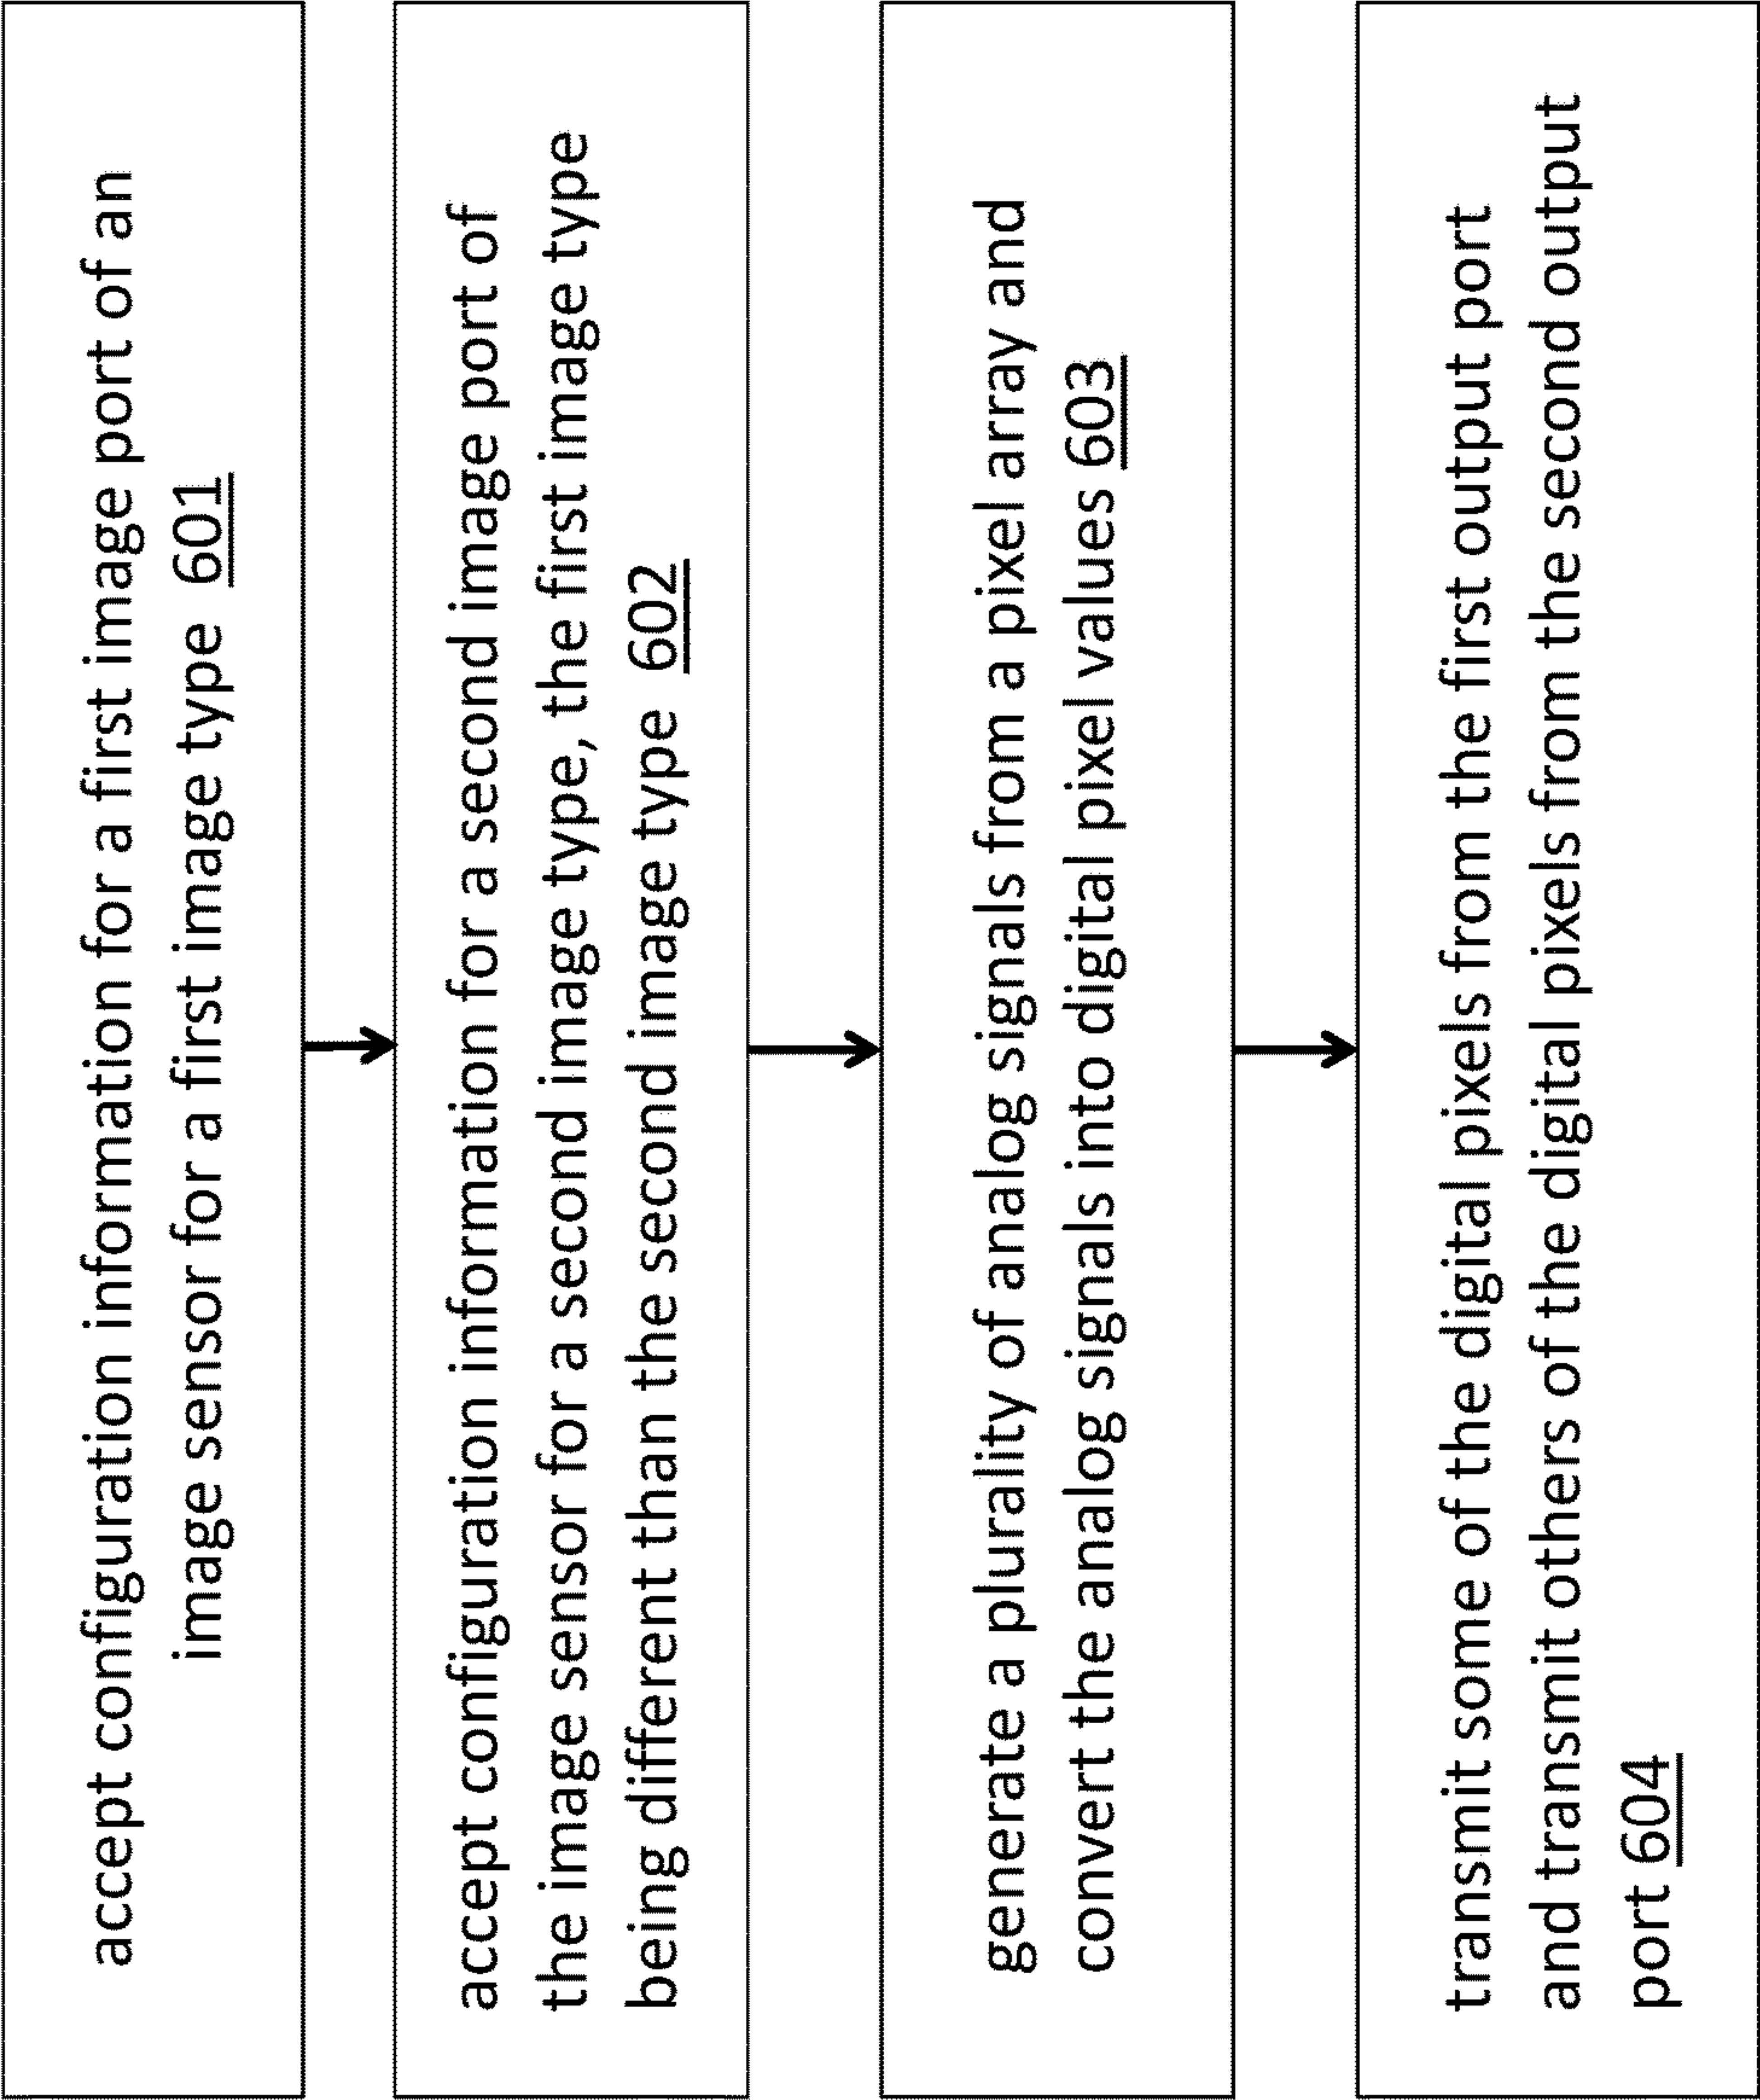 accept configuration information for a first image port of an
image sensor for a first image type 601
accept configuration information for a second image port of
the image sensor for a second image type, the first image type
being different than the second image type 602
generate a plurality of analog signals from a pixel array and
convert the analog signals into digital pixel values 603
transmit some of the digital pixels from the first output port
and transmit others of the digital pixels from the second output
port 604